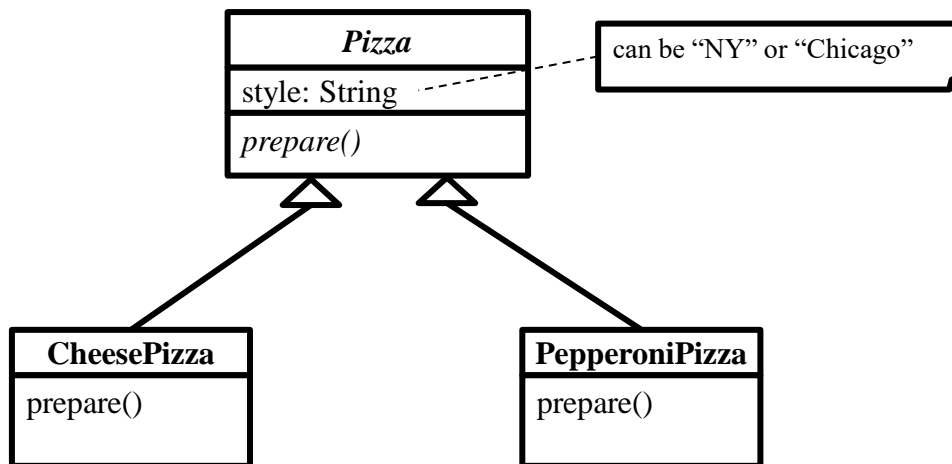 Pizza
can be “NY” or “Chicago”
style: String
prepare()
CheesePizza
PepperoniPizza
prepare()
prepare()